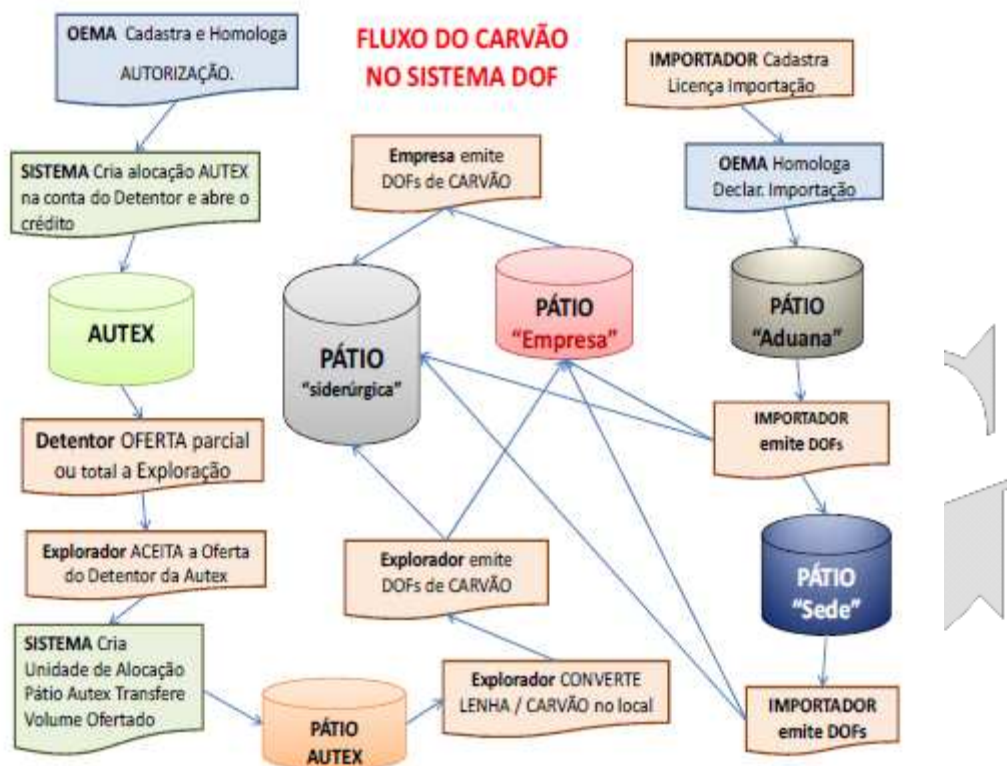 OEMA Cadastra e Homologa
AUTORIZAÇÃO.
SISTEMA Cria alocação AUTEX
na conta do Detentor e abre o
crédito
AUTEX
Detentor OFERTA parcial
ou total a Exploração
Explorador ACEITA a Oferta
do Detentor da Autex
SISTEMA Cria
Unidade de Alocação
Pátio Autex Transfere
Volume Ofertado
FLUXO DO CARVÃO
NO SISTEMA DOF
Empresa emite
DOFs de CARVÃO
PÁTIO
“siderúrgica”
PÁTIO
“Empresa”
Explorador emite
DOFs de CARVÃO
PÁTIO
AUTEX
Explorador CONVERTE
LENHA / CARVÃO no local
IMPORTADOR Cadastra
Licença Importação
OEMA Homologa
Declar. Importação
PÁTIO
“Aduana”
IMPORTADOR
emite DOFs
PÁTIO
“Sede”
IMPORTADOR
emite DOFs